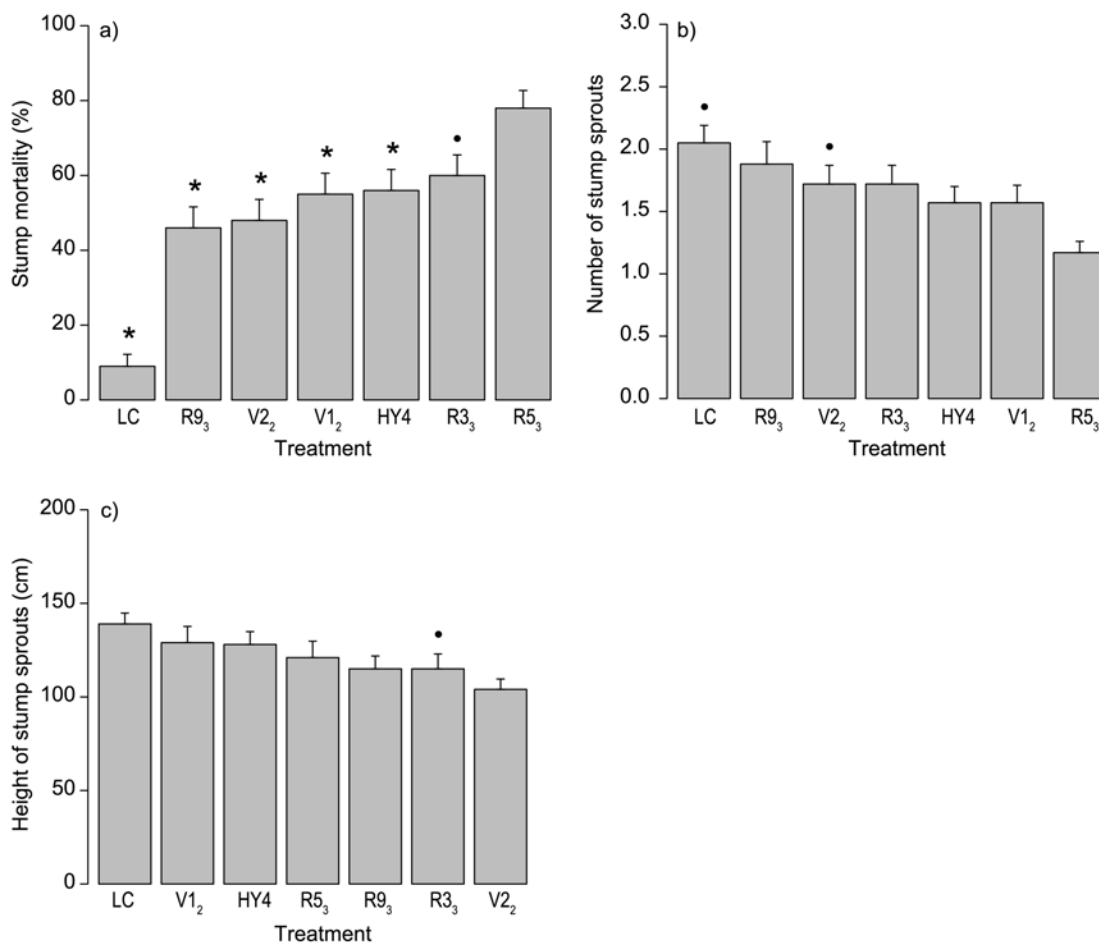 a)
Stump mortality (%)
100
80
60
40
20
0
* * * * * •
LC R9₃ V2₂ V1₂ HY4 R3₃ R5₃
Treatment
b)
Number of stump sprouts
3.0
2.5
2.0
1.5
1.0
0.5
0.0
• •
LC R9₃ V2₂ R3₃ HY4 V1₂ R5₃
Treatment
c)
Height of stump sprouts (cm)
200
150
100
50
0
•
LC V1₂ HY4 R5₃ R9₃ R3₃ V2₂
Treatment